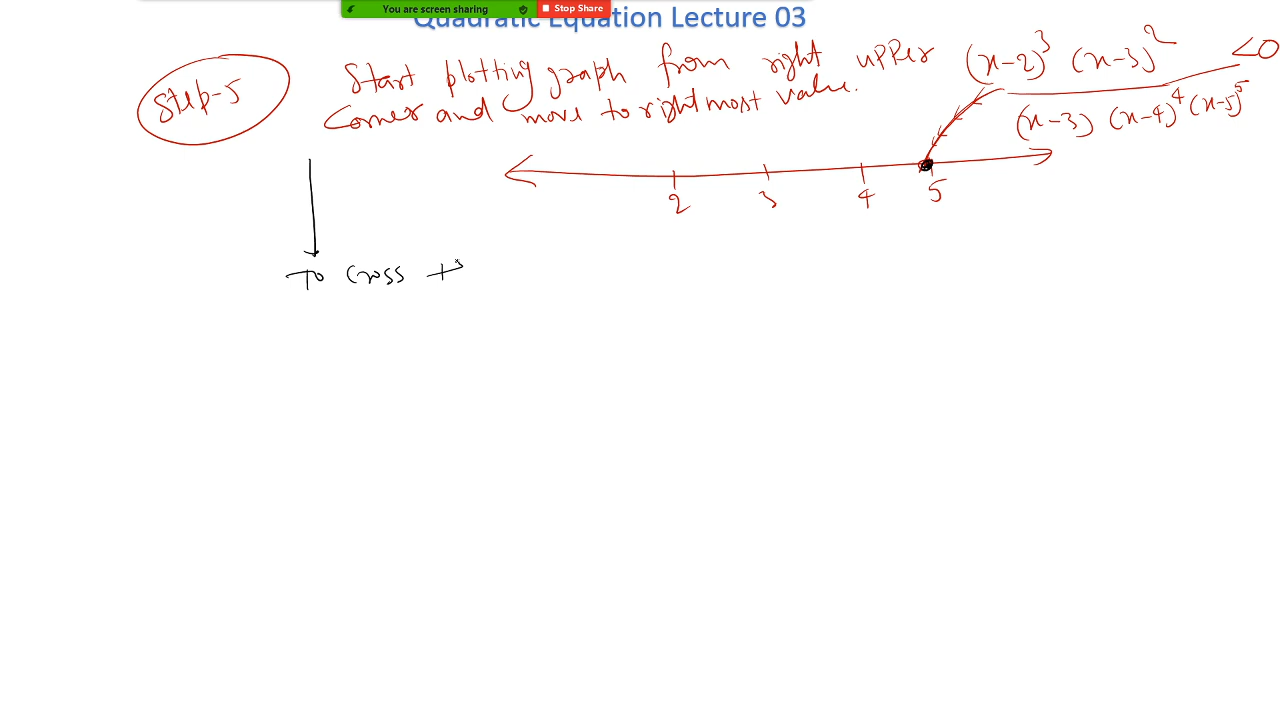 You are screen sharing
Stop Share
Quadratic Equation Lecture 03
Step-5
Start plotting graph from right upper
corner and move to rightmost value.
(x-2)³ (x-3)² <0
(x-3) (x-4)⁴ (x-5)⁵
2 3 4 5
To cross